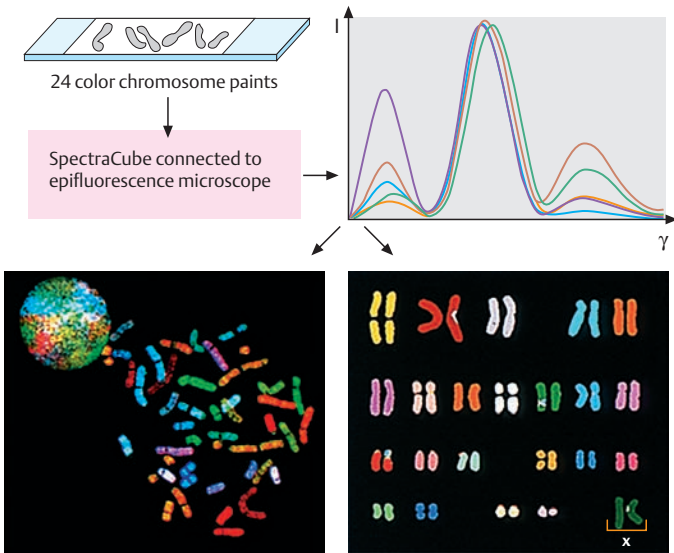 24 color chromosome paints
SpectraCube connected to
epifluorescence microscope
I
γ
x